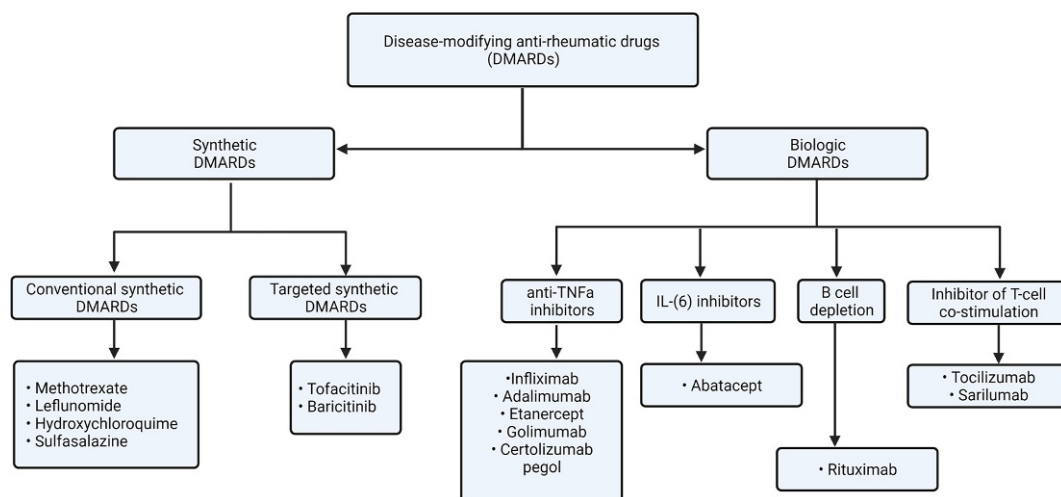 Disease-modifying anti-rheumatic drugs
(DMARDs)
Synthetic
DMARDs
Biologic
DMARDs
Conventional synthetic
DMARDs
Targeted synthetic
DMARDs
anti-TNFa
inhibitors
IL-(6) inhibitors
B cell
depletion
Inhibitor of T-cell
co-stimulation
• Methotrexate
• Leflunomide
• Hydroxychloroquime
• Sulfasalazine
• Tofacitinib
• Baricitinib
•Infliximab
• Adalimumab
• Etanercept
• Golimumab
• Certolizumab
pegol
• Abatacept
• Rituximab
• Tocilizumab
• Sarilumab